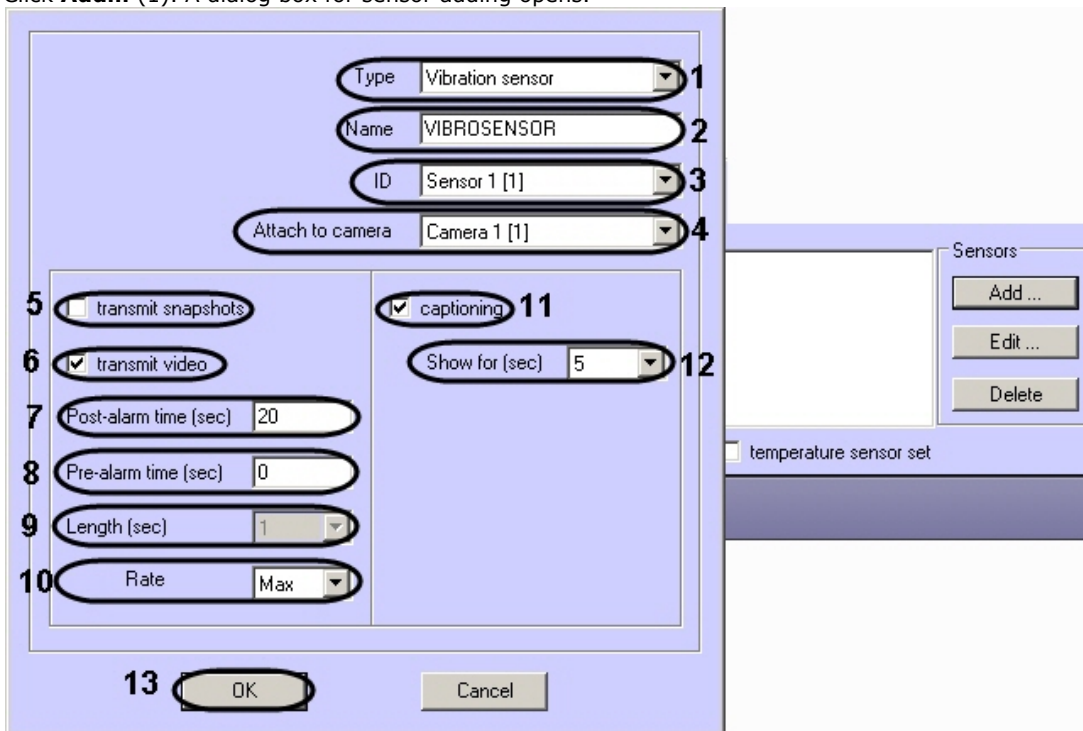 Click Add... (1). A dialog box for sensor adding opens.
Type Vibration sensor 1
Name VIBROSENSOR 2
ID Sensor 1 [1] 3
Attach to camera Camera 1 [1] 4
5 transmit snapshots
captioning 11
6 transmit video
Show for (sec) 5 12
7 Post-alarm time (sec) 20
8 Pre-alarm time (sec) 0
9 Length (sec) 1
10 Rate Max
13 OK
Cancel
Sensors
Add ...
Edit ...
Delete
temperature sensor set